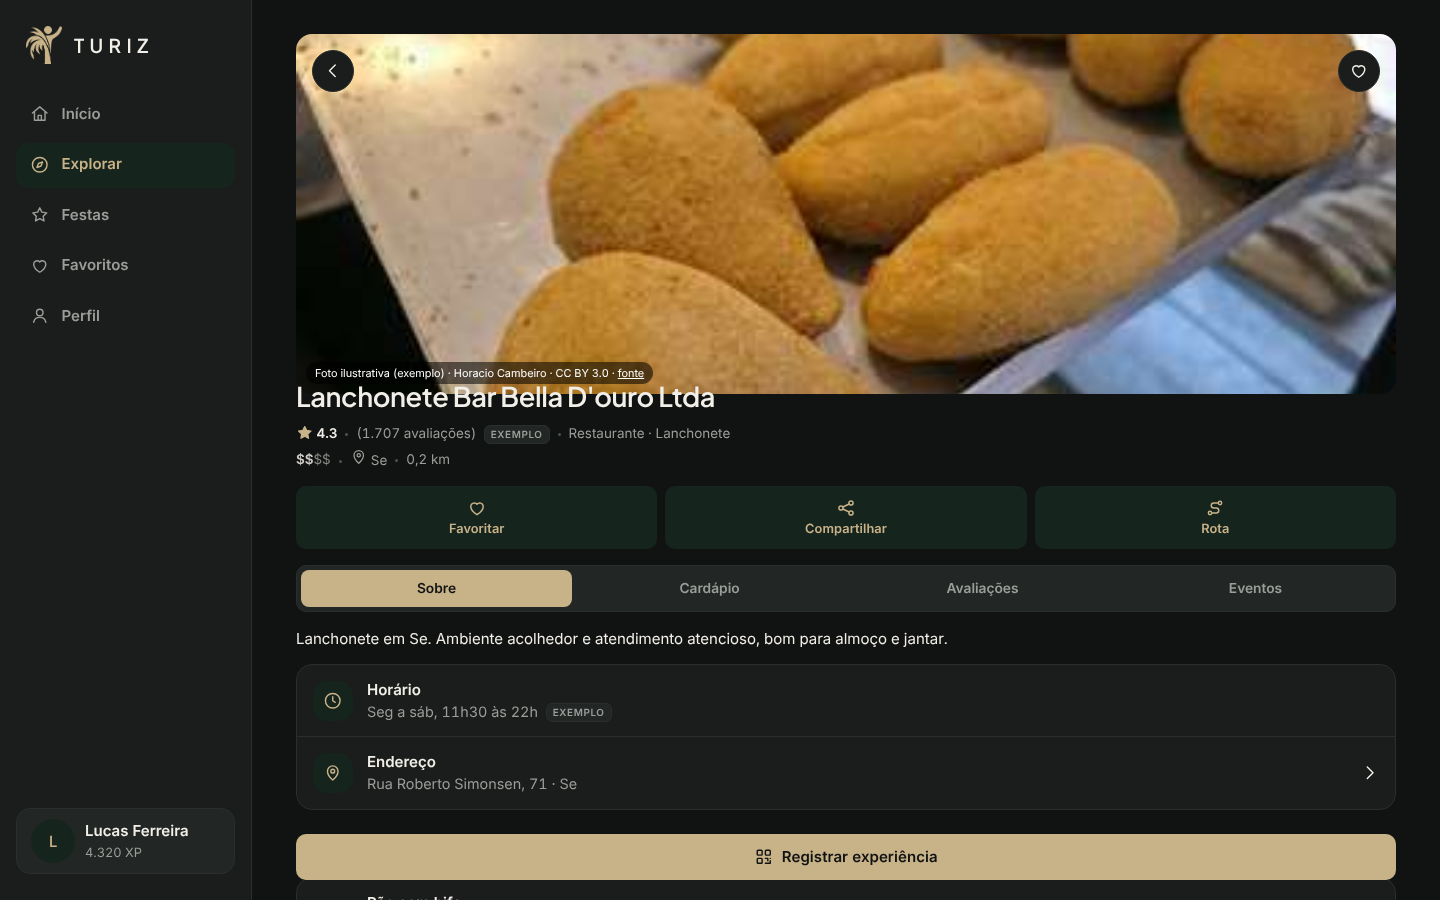 TURIZ
Início
Explorar
Festas
Favoritos
Perfil
Lucas Ferreira
L
4.320 XP
Foto ilustrativa (exemplo) · Horacio Cambeiro · CC BY 3.0 · fonte
Lanchonete Bar Bella D'ouro Ltda
4.3 · (1.707 avaliações) EXEMPLO · Restaurante · Lanchonete
$$$$ · Se · 0,2 km
Favoritar
Compartilhar
Rota
Sobre
Cardápio
Avaliações
Eventos
Lanchonete em Se. Ambiente acolhedor e atendimento atencioso, bom para almoço e jantar.
Horário
Seg a sáb, 11h30 às 22h EXEMPLO
Endereço
Rua Roberto Simonsen, 71 · Se
Registrar experiência